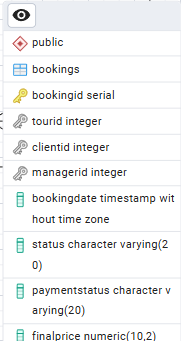 public
bookings
bookingid serial
tourid integer
clientid integer
managerid integer
bookingdate timestamp wit
hout time zone
status character varying(2
0)
paymentstatus character v
arying(20)
finalprice numeric(10,2)